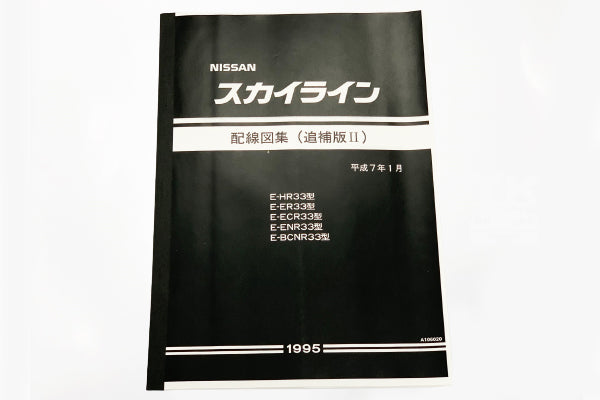 NISSAN
スカイライン
配線図集（追補版II）
平成7年1月
E-HR33型
E-ER33型
E-ECR33型
E-ENR33型
E-BCNR33型
A106020
1995